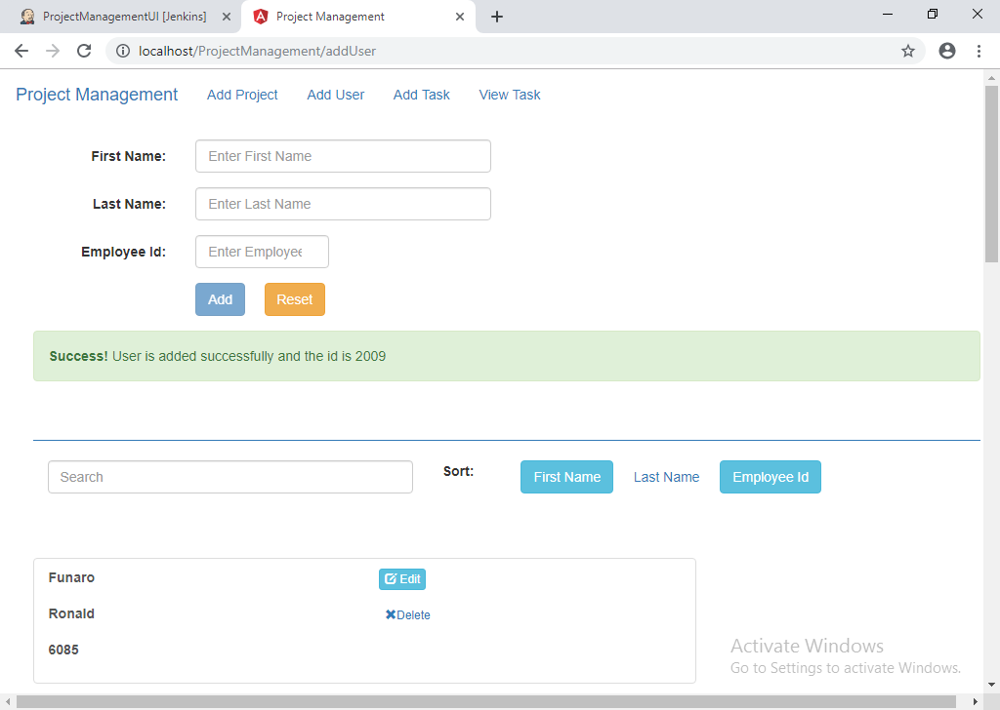 ProjectManagementUI [Jenkins]
Project Management
localhost/ProjectManagement/addUser
Project Management Add Project Add User Add Task View Task
First Name: Enter First Name
Last Name: Enter Last Name
Employee Id: Enter Employee
Add Reset
Success! User is added successfully and the id is 2009
Search Sort: First Name Last Name Employee Id
Funaro Edit
Ronald Delete
6085
Activate Windows
Go to Settings to activate Windows.